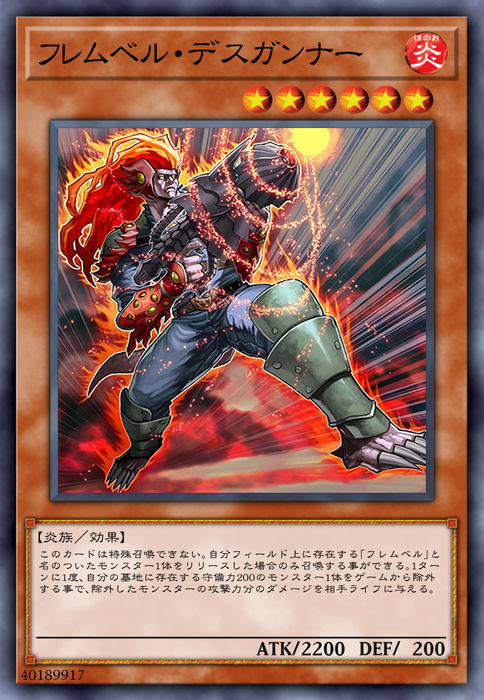 フレムベル・デスガンナー
ほのお
炎
【炎族／効果】
このカードは特殊召喚できない。自分フィールド上に存在する「フレムベル」と
名のついたモンスター1体をリリースした場合のみ召喚する事ができる。1ター
ンに1度、自分の墓地に存在する守備力200のモンスター1体をゲームから除外
する事で、除外したモンスターの攻撃力分のダメージを相手ライフに与える。
ATK/2200 DEF/ 200
40189917